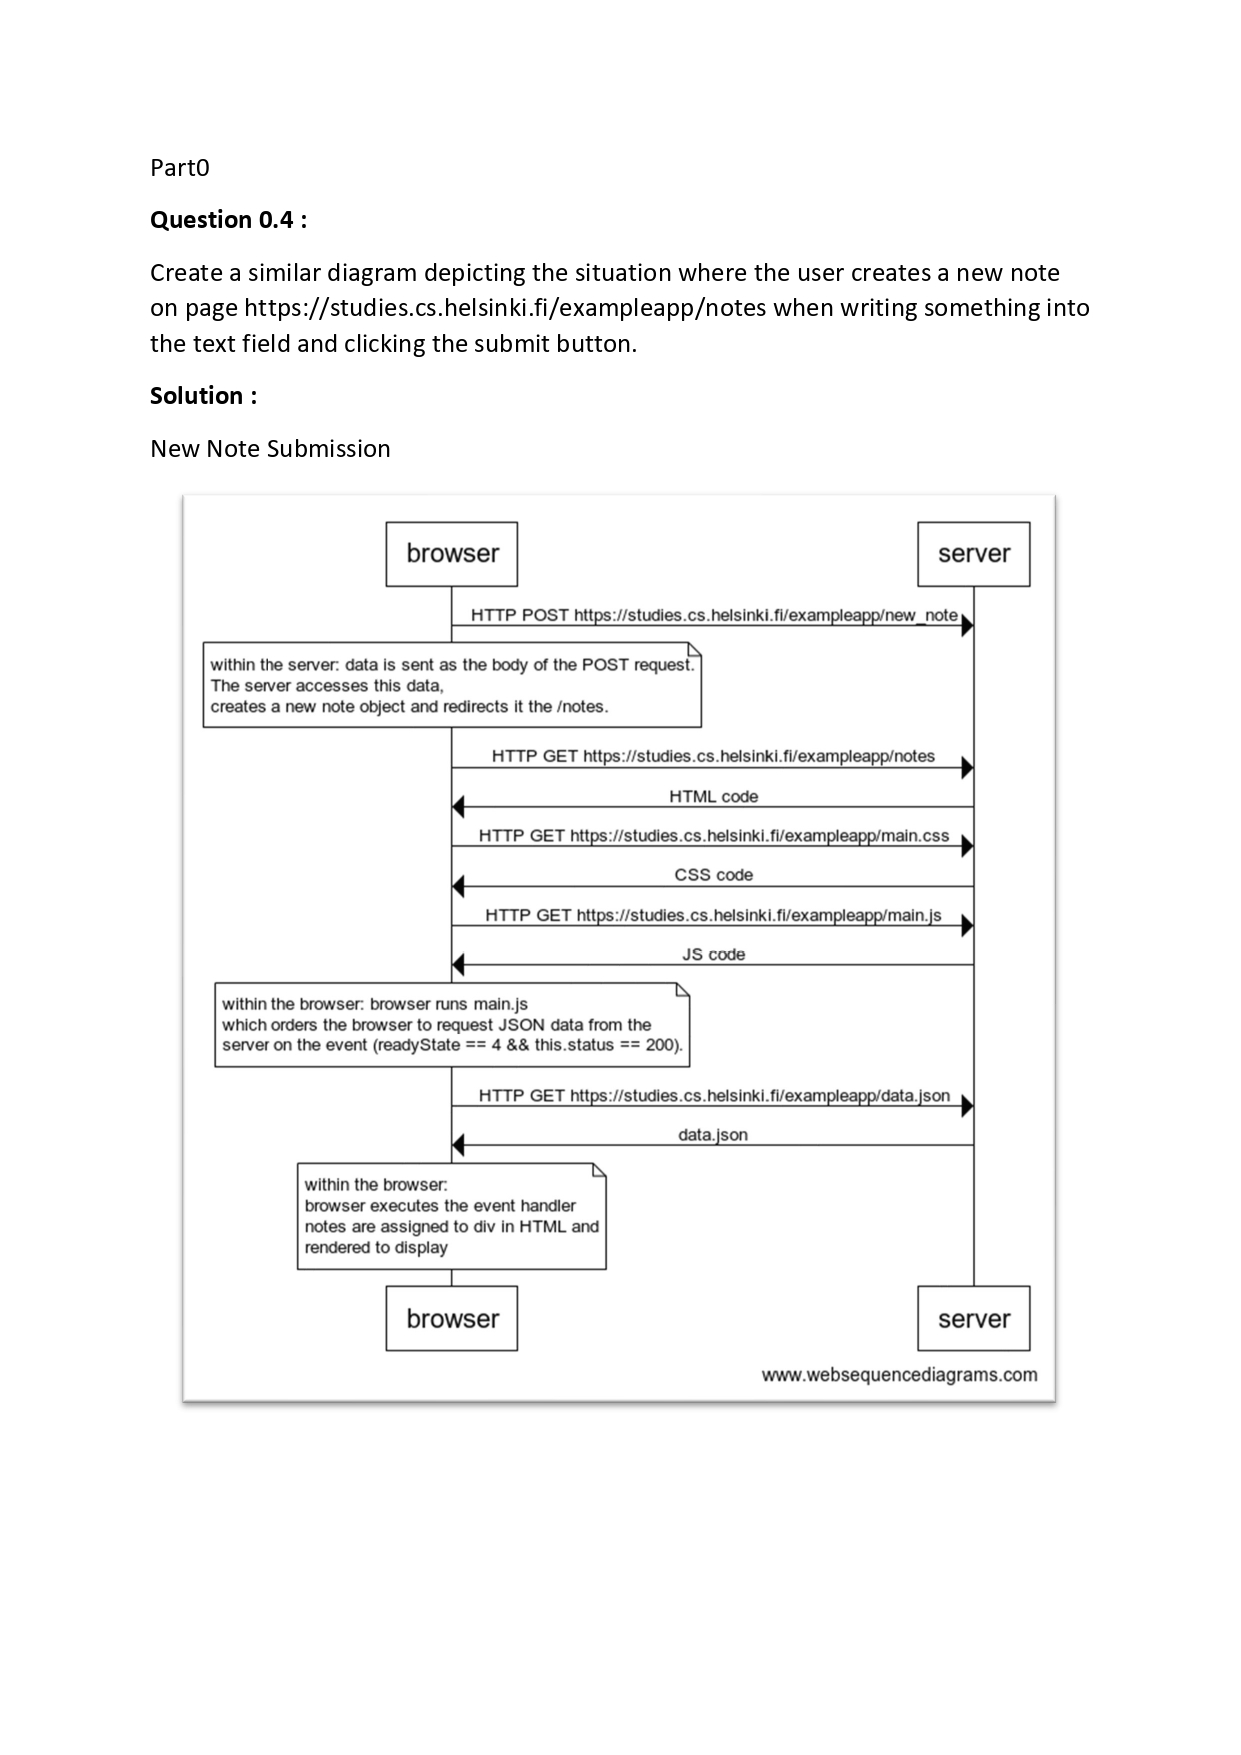 Part0
Question 0.4 :
Create a similar diagram depicting the situation where the user creates a new note
on page https://studies.cs.helsinki.fi/exampleapp/notes when writing something into
the text field and clicking the submit button.
Solution :
New Note Submission
browser
server
HTTP POST https://studies.cs.helsinki.fi/exampleapp/new_note
within the server: data is sent as the body of the POST request.
The server accesses this data,
creates a new note object and redirects it the /notes.
HTTP GET https://studies.cs.helsinki.fi/exampleapp/notes
HTML code
HTTP GET https://studies.cs.helsinki.fi/exampleapp/main.css
CSS code
HTTP GET https://studies.cs.helsinki.fi/exampleapp/main.js
JS code
within the browser: browser runs main.js
which orders the browser to request JSON data from the
server on the event (readyState == 4 && this.status == 200).
HTTP GET https://studies.cs.helsinki.fi/exampleapp/data.json
data.json
within the browser:
browser executes the event handler
notes are assigned to div in HTML and
rendered to display
browser
server
www.websequencediagrams.com